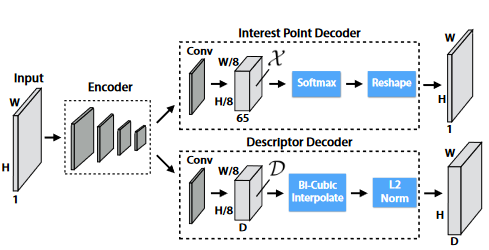 Interest Point Decoder
Conv
W/8
𝒳
H/8
65
Softmax
Reshape
W
H
1
Input
W
H
1
Encoder
Descriptor Decoder
Conv
W/8
𝒟
H/8
D
Bi-Cubic
Interpolate
L2
Norm
W
H
D